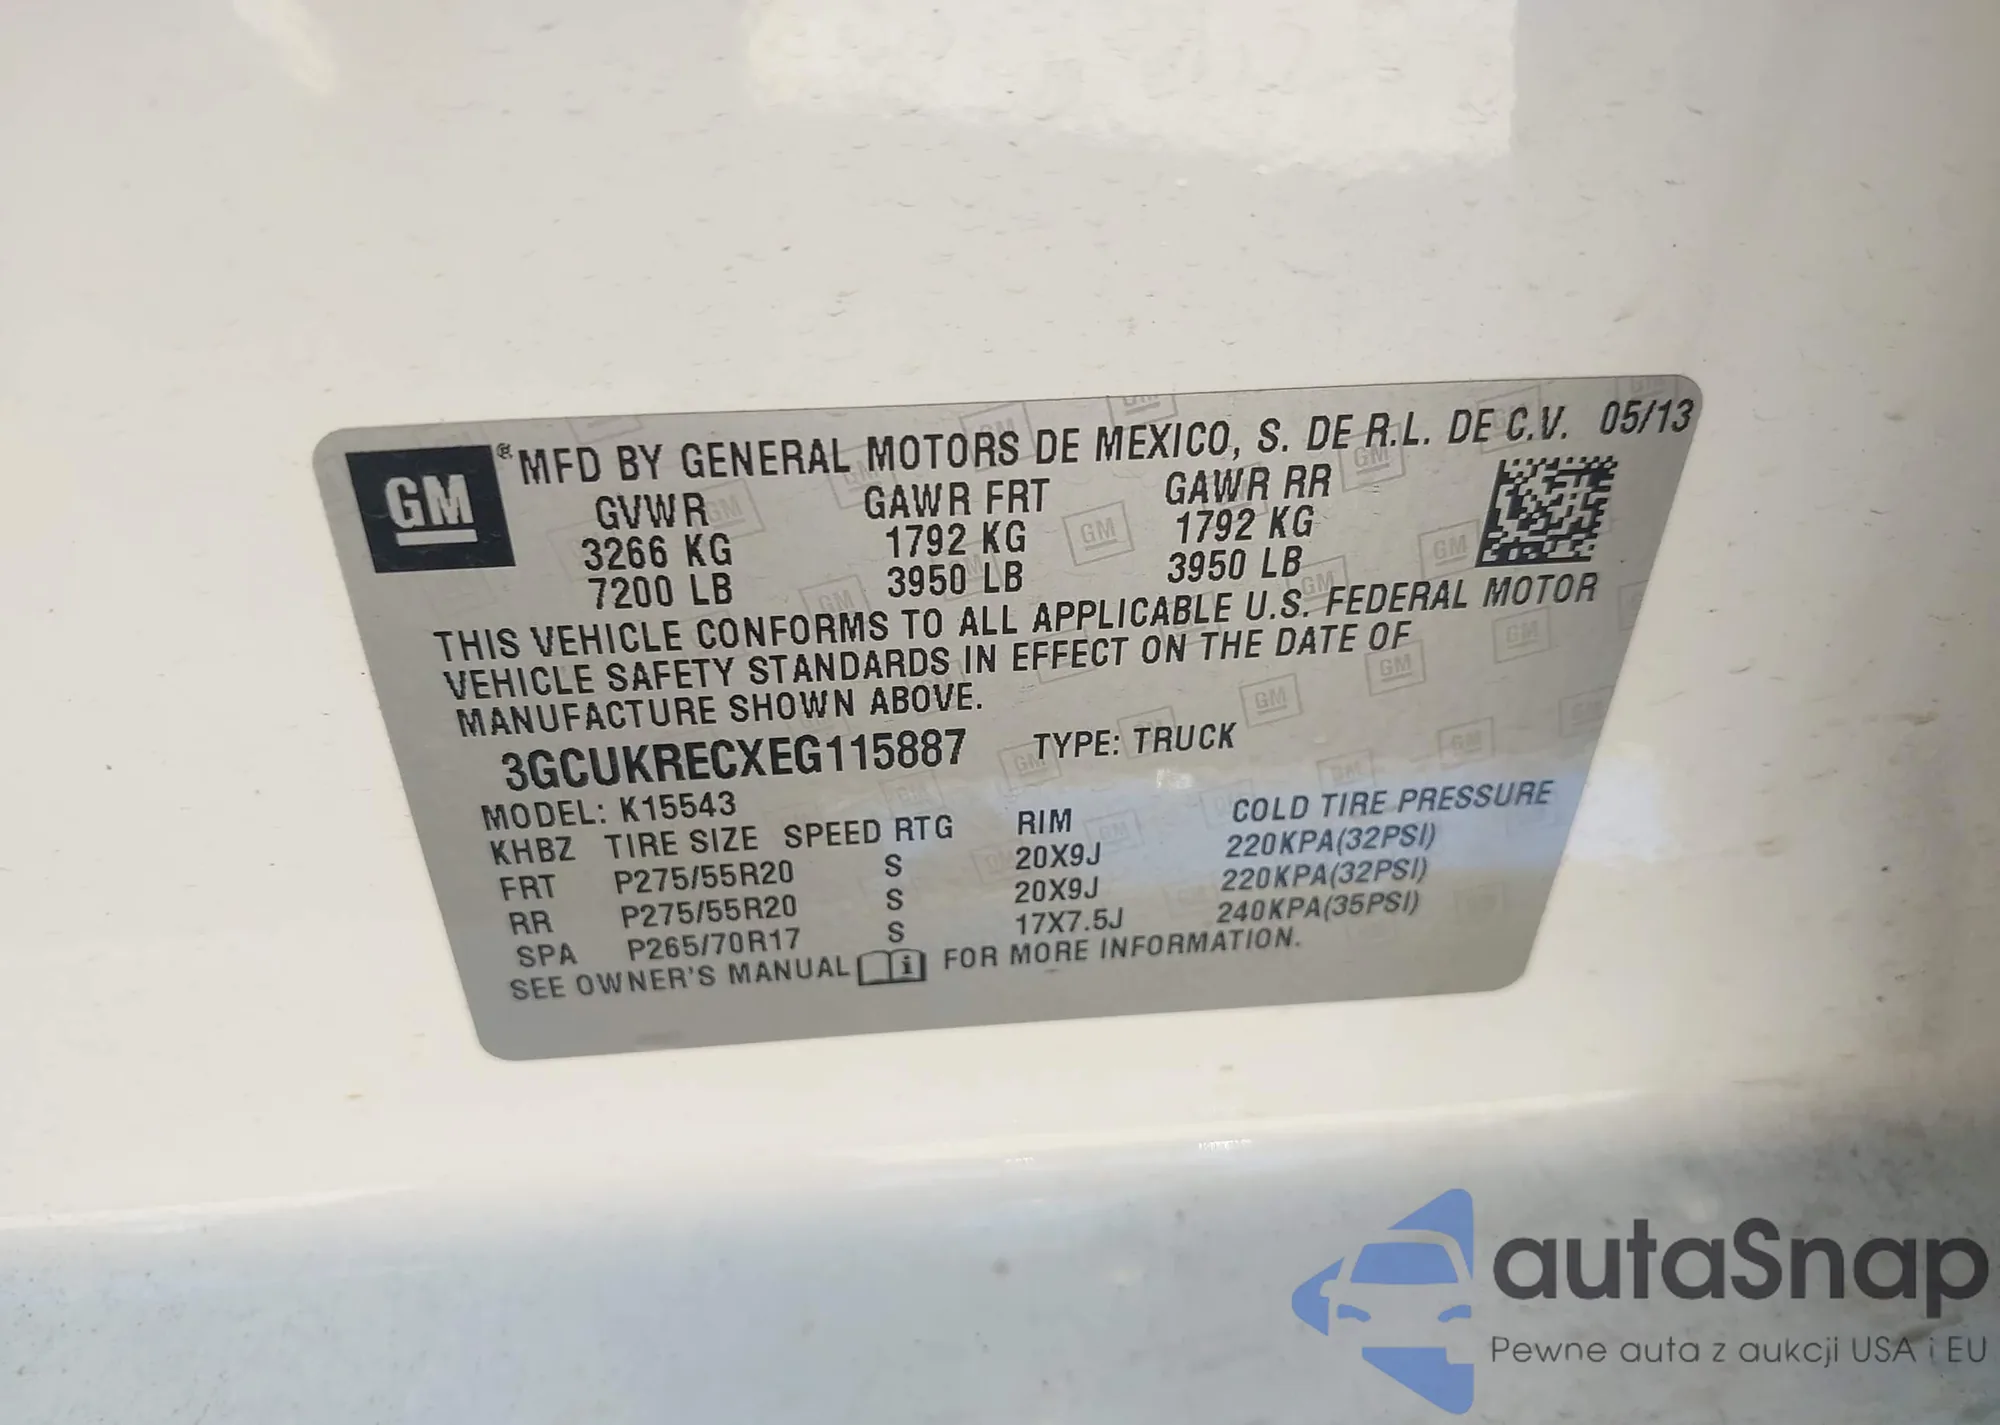 GM ® MFD BY GENERAL MOTORS DE MEXICO, S. DE R.L. DE C.V. 05/13
GVWR GAWR FRT GAWR RR
3266 KG 1792 KG 1792 KG
7200 LB 3950 LB 3950 LB
THIS VEHICLE CONFORMS TO ALL APPLICABLE U.S. FEDERAL MOTOR
VEHICLE SAFETY STANDARDS IN EFFECT ON THE DATE OF
MANUFACTURE SHOWN ABOVE.
3GCUKRECXEG115887 TYPE: TRUCK
MODEL: K15543
KHBZ TIRE SIZE SPEED RTG RIM COLD TIRE PRESSURE
FRT P275/55R20 S 20X9J 220KPA(32PSI)
RR P275/55R20 S 20X9J 220KPA(32PSI)
SPA P265/70R17 S 17X7.5J 240KPA(35PSI)
SEE OWNER'S MANUAL i FOR MORE INFORMATION.
autaSnap
Pewne auta z aukcji USA i EU